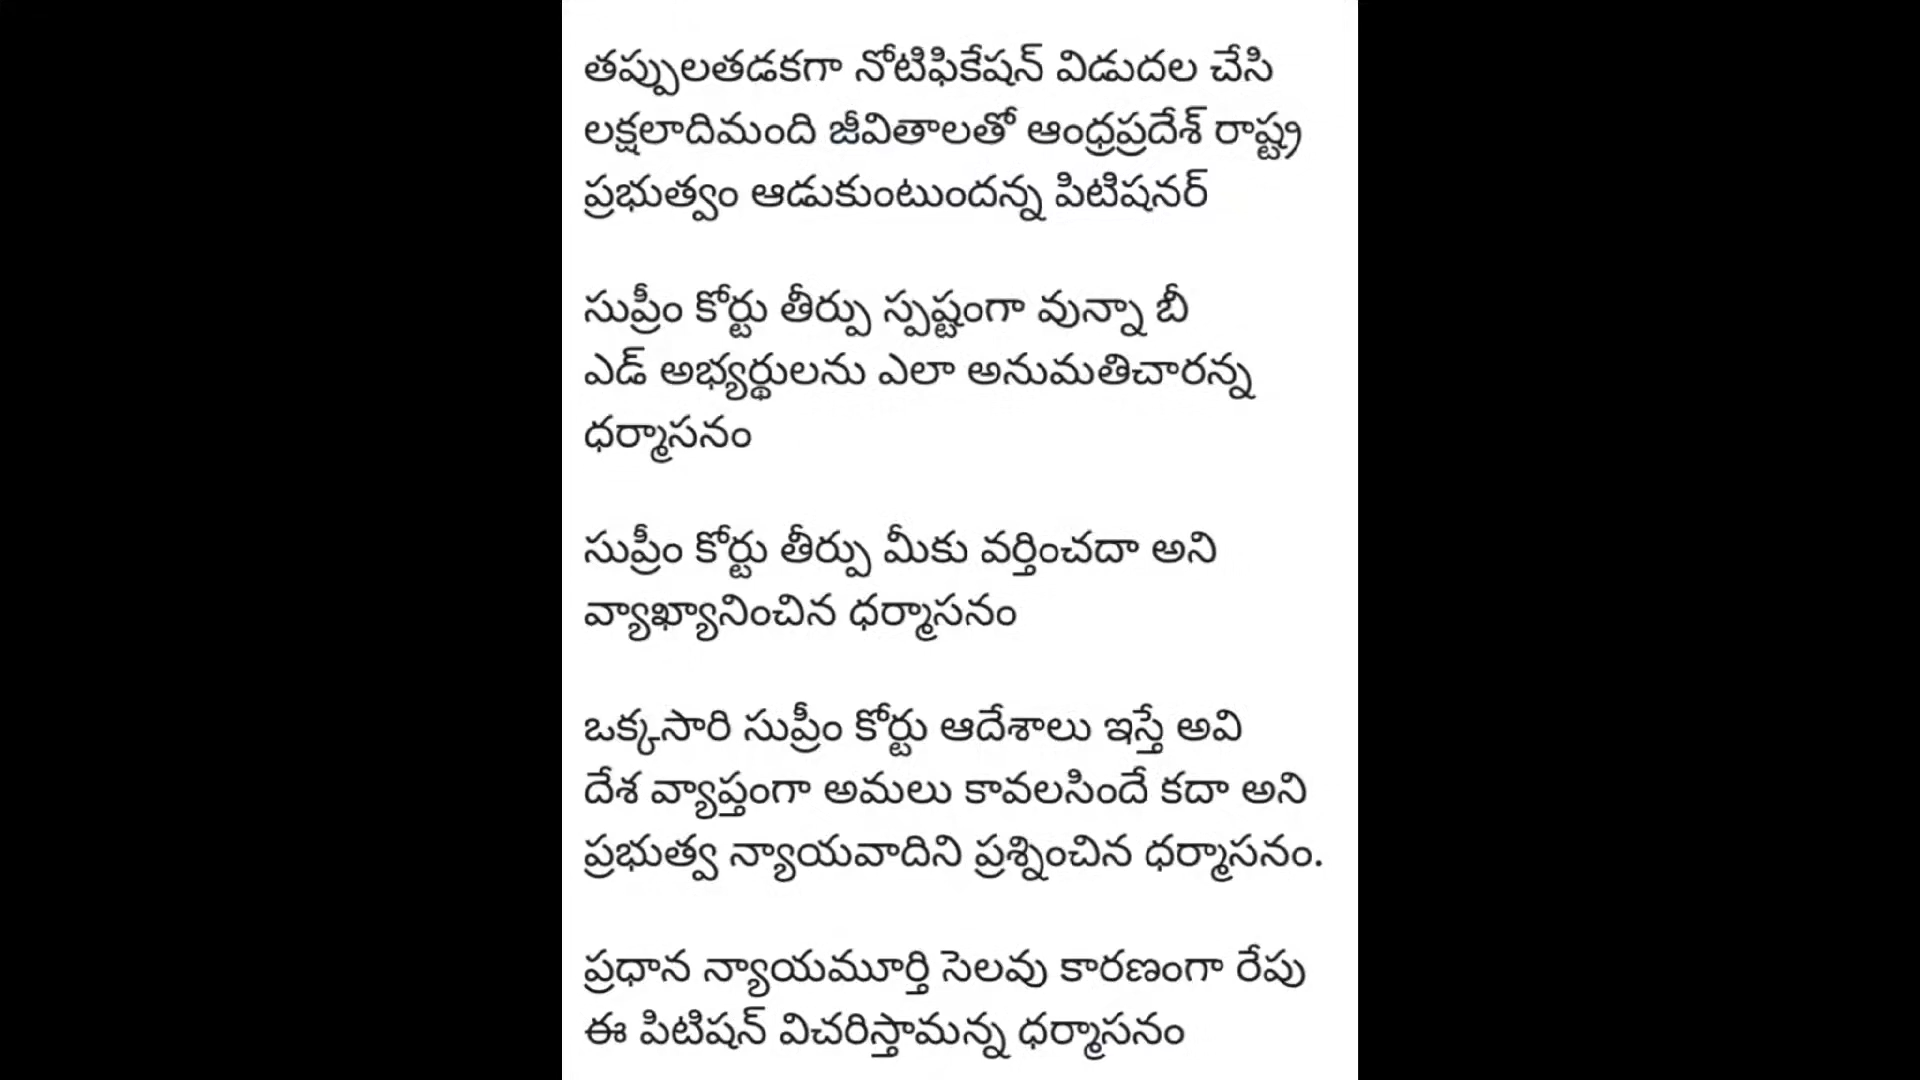 తప్పులతడకగా నోటిఫికేషన్ విడుదల చేసి
లక్షలాదిమంది జీవితాలతో ఆంధ్రప్రదేశ్ రాష్ట్ర
ప్రభుత్వం ఆడుకుంటుందన్న పిటిషనర్
సుప్రీం కోర్టు తీర్పు స్పష్టంగా వున్నా బీ
ఎడ్ అభ్యర్థులను ఎలా అనుమతిచారన్న
ధర్మాసనం
సుప్రీం కోర్టు తీర్పు మీకు వర్తించదా అని
వ్యాఖ్యానించిన ధర్మాసనం
ఒక్కసారి సుప్రీం కోర్టు ఆదేశాలు ఇస్తే అవి
దేశ వ్యాప్తంగా అమలు కావలసిందే కదా అని
ప్రభుత్వ న్యాయవాదిని ప్రశ్నించిన ధర్మాసనం.
ప్రధాన న్యాయమూర్తి సెలవు కారణంగా రేపు
ఈ పిటిషన్ విచరిస్తామన్న ధర్మాసనం